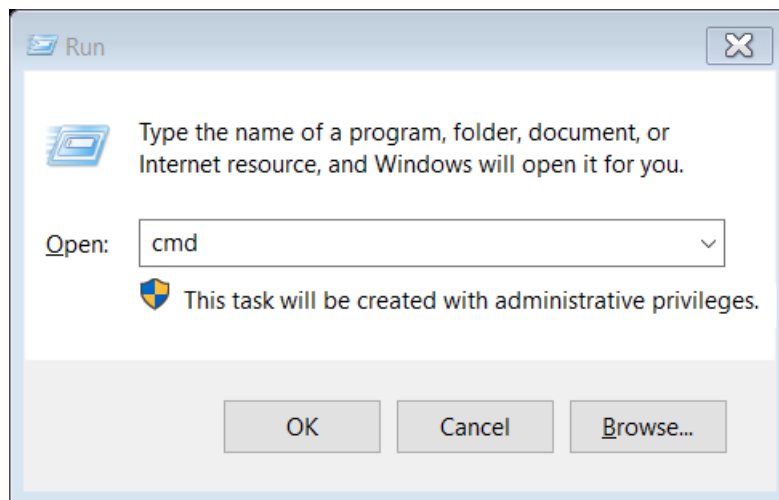 Run
Type the name of a program, folder, document, or
Internet resource, and Windows will open it for you.
Open: cmd
This task will be created with administrative privileges.
OK Cancel Browse...